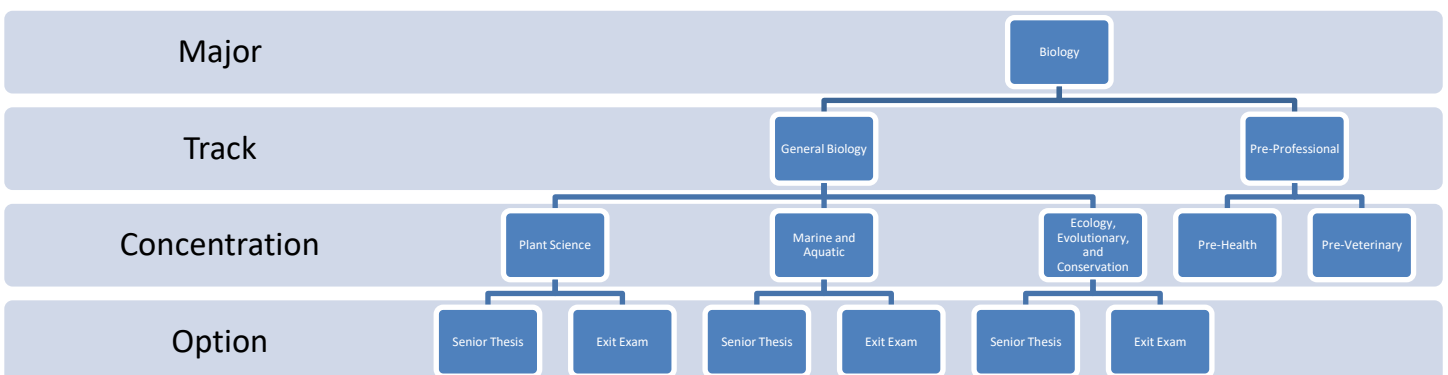 Major
Biology
Track
General Biology
Pre-Professional
Concentration
Plant Science
Marine and
Aquatic
Ecology,
Evolutionary,
and
Conservation
Pre-Health
Pre-Veterinary
Option
Senior Thesis
Exit Exam
Senior Thesis
Exit Exam
Senior Thesis
Exit Exam